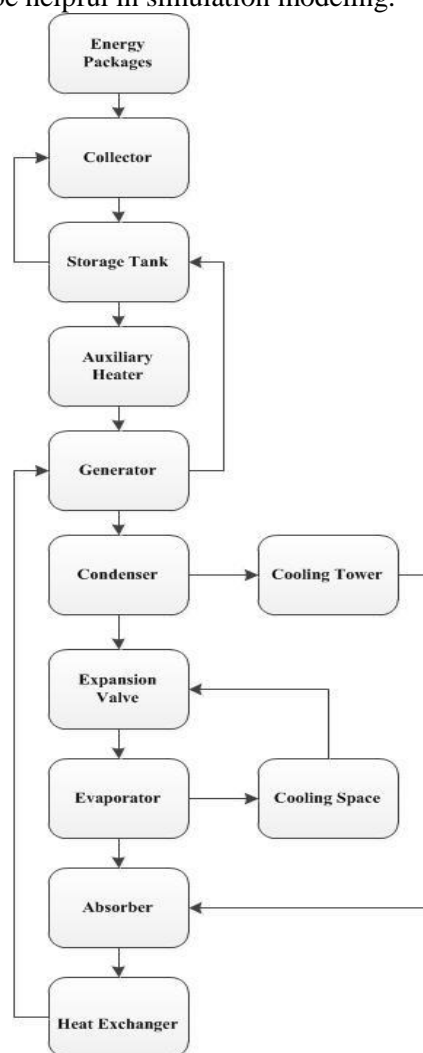 be helpful in simulation modeling.
Energy
Packages
Collector
Storage Tank
Auxiliary
Heater
Generator
Condenser
Cooling Tower
Expansion
Valve
Evaporator
Cooling Space
Absorber
Heat Exchanger